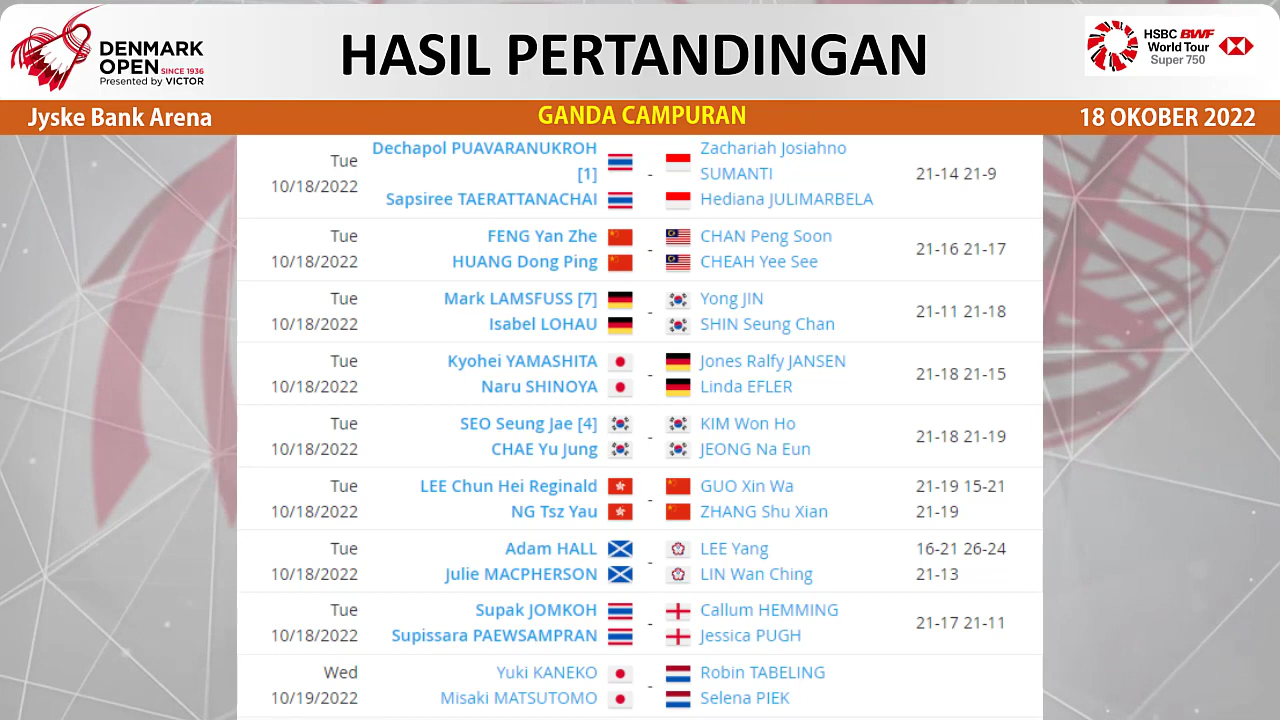 DENMARK
OPEN SINCE 1936
Presented by VICTOR
HASIL PERTANDINGAN
HSBC BWF
World Tour
Super 750
Jyske Bank Arena
GANDA CAMPURAN
18 OKOBER 2022
Tue
10/18/2022
Dechapol PUAVARANUKROH
[1]
Sapsiree TAERATTANACHAI
-
Zachariah Josiahno
SUMANTI
Hediana JULIMARBELA
21-14 21-9
Tue
10/18/2022
FENG Yan Zhe
HUANG Dong Ping
-
CHAN Peng Soon
CHEAH Yee See
21-16 21-17
Tue
10/18/2022
Mark LAMSFUSS [7]
Isabel LOHAU
-
Yong JIN
SHIN Seung Chan
21-11 21-18
Tue
10/18/2022
Kyohei YAMASHITA
Naru SHINOYA
-
Jones Ralfy JANSEN
Linda EFLER
21-18 21-15
Tue
10/18/2022
SEO Seung Jae [4]
CHAE Yu Jung
-
KIM Won Ho
JEONG Na Eun
21-18 21-19
Tue
10/18/2022
LEE Chun Hei Reginald
NG Tsz Yau
-
GUO Xin Wa
ZHANG Shu Xian
21-19 15-21
21-19
Tue
10/18/2022
Adam HALL
Julie MACPHERSON
-
LEE Yang
LIN Wan Ching
16-21 26-24
21-13
Tue
10/18/2022
Supak JOMKOH
Supissara PAEWSAMPRAN
-
Callum HEMMING
Jessica PUGH
21-17 21-11
Wed
10/19/2022
Yuki KANEKO
Misaki MATSUTOMO
-
Robin TABELING
Selena PIEK